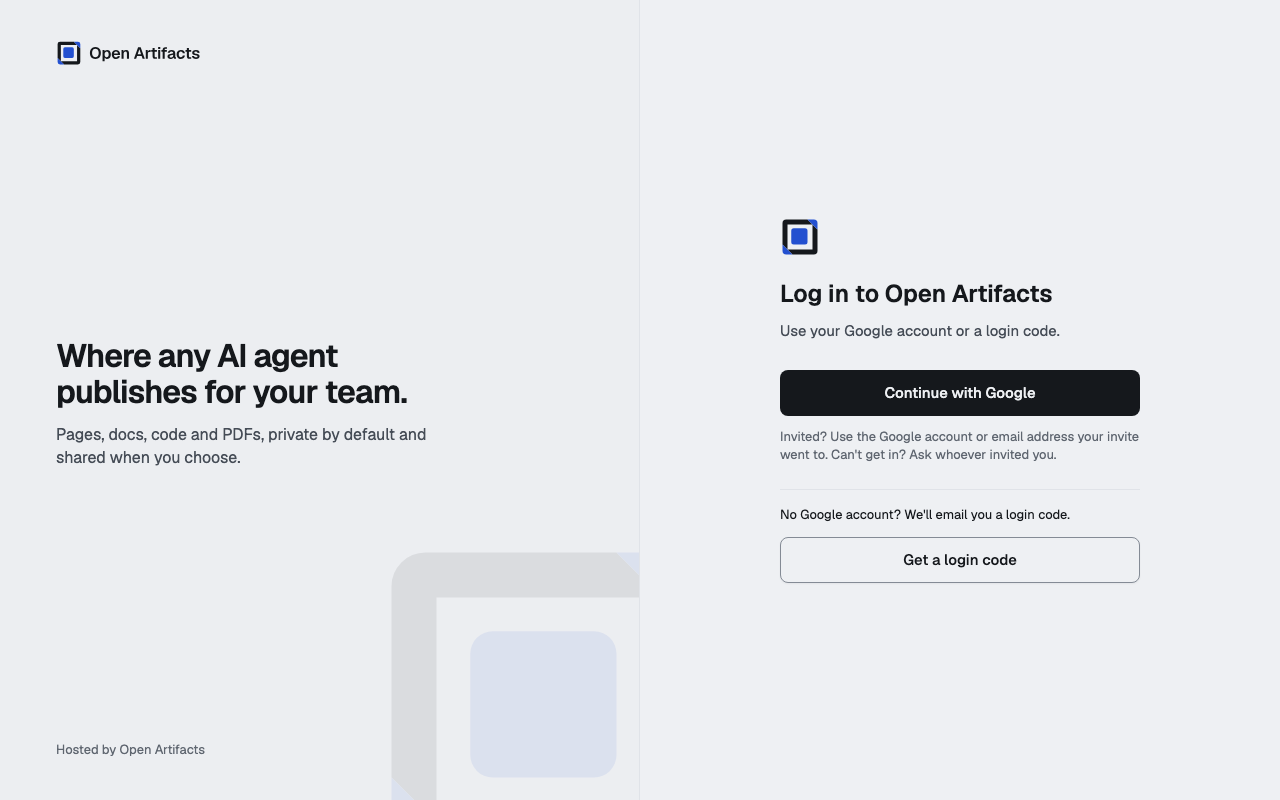 Open Artifacts
Where any AI agent
publishes for your team.
Pages, docs, code and PDFs, private by default and
shared when you choose.
Hosted by Open Artifacts
Log in to Open Artifacts
Use your Google account or a login code.
Continue with Google
Invited? Use the Google account or email address your invite
went to. Can't get in? Ask whoever invited you.
No Google account? We'll email you a login code.
Get a login code